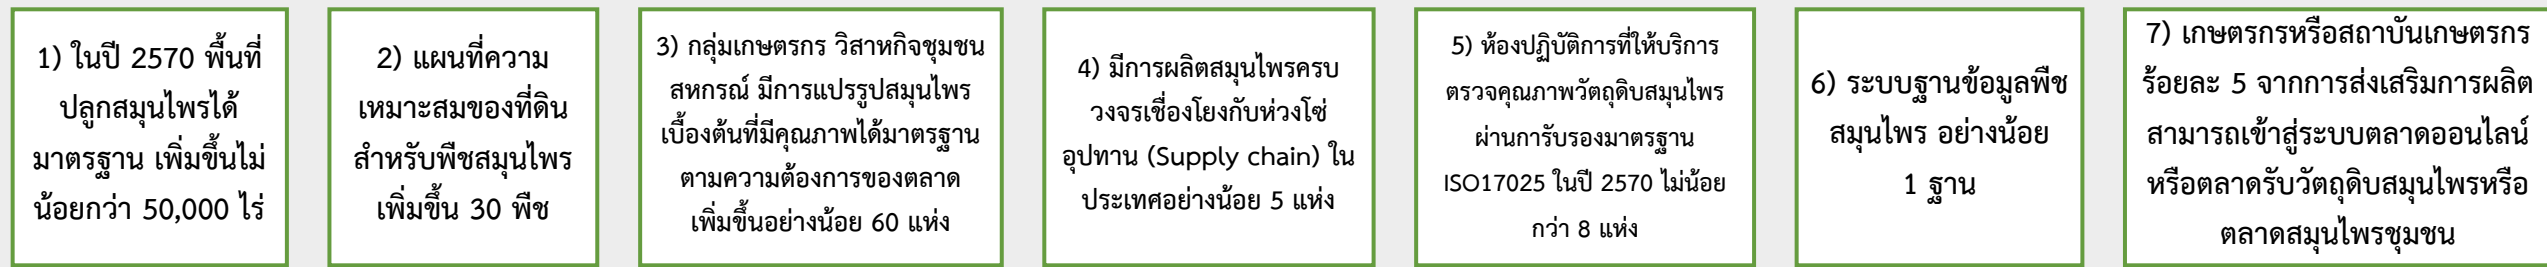 1) ในปี 2570 พื้นที่
ปลูกสมุนไพรได้
มาตรฐาน เพิ่มขึ้นไม่
น้อยกว่า 50,000 ไร่
2) แผนที่ความ
เหมาะสมของที่ดิน
สำหรับพืชสมุนไพร
เพิ่มขึ้น 30 พืช
3) กลุ่มเกษตรกร วิสาหกิจชุมชน
สหกรณ์ มีการแปรรูปสมุนไพร
เบื้องต้นที่มีคุณภาพได้มาตรฐาน
ตามความต้องการของตลาด
เพิ่มขึ้นอย่างน้อย 60 แห่ง
4) มีการผลิตสมุนไพรครบ
วงจรเชื่องโยงกับห่วงโซ่
อุปทาน (Supply chain) ใน
ประเทศอย่างน้อย 5 แห่ง
5) ห้องปฏิบัติการที่ให้บริการ
ตรวจคุณภาพวัตถุดิบสมุนไพร
ผ่านการับรองมาตรฐาน
ISO17025 ในปี 2570 ไม่น้อย
กว่า 8 แห่ง
6) ระบบฐานข้อมูลพืช
สมุนไพร อย่างน้อย
1 ฐาน
7) เกษตรกรหรือสถาบันเกษตรกร
ร้อยละ 5 จากการส่งเสริมการผลิต
สามารถเข้าสู่ระบบตลาดออนไลน์
หรือตลาดรับวัตถุดิบสมุนไพรหรือ
ตลาดสมุนไพรชุมชน